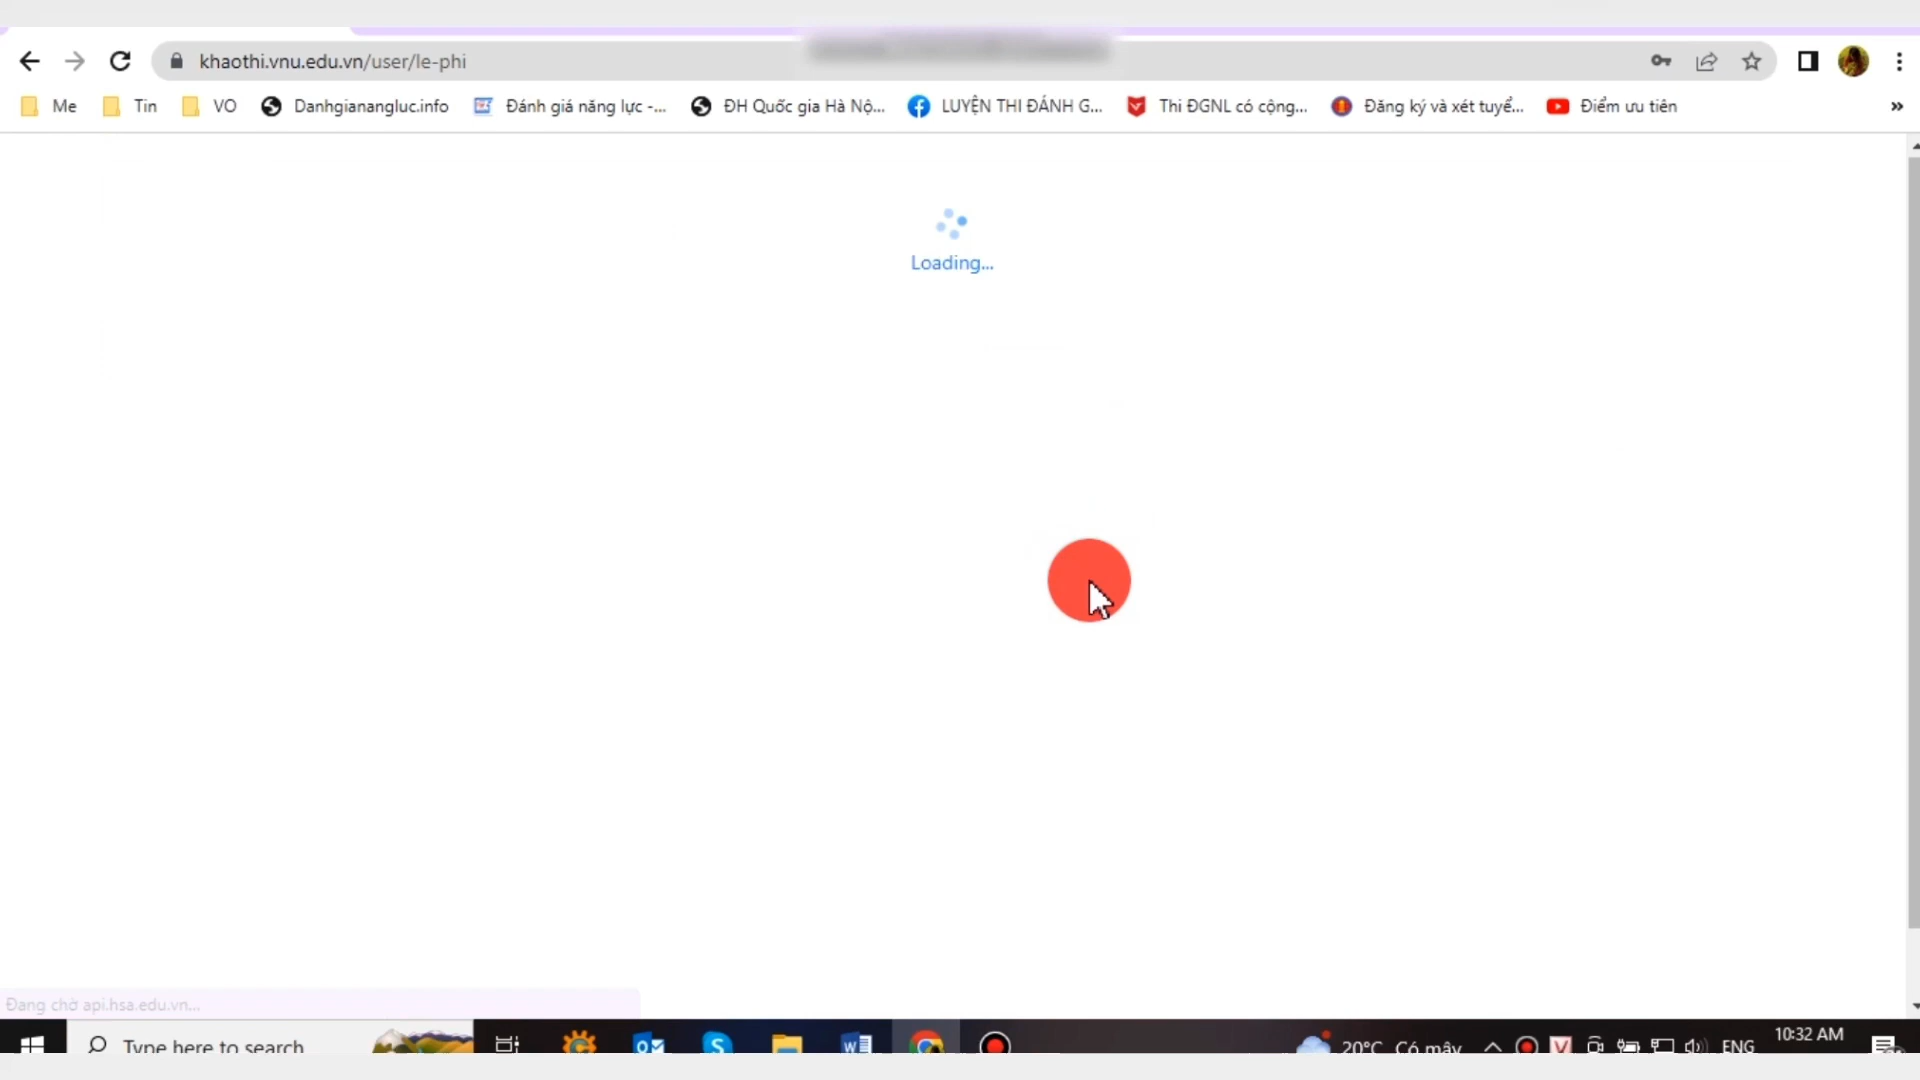 khaothi.vnu.edu.vn/user/le-phi
Me Tin VO Danhgianangluc.info Đánh giá năng lực -... ĐH Quốc gia Hà Nộ... LUYỆN THI ĐÁNH G... Thi ĐGNL có cộng... Đăng ký và xét tuyể... Điểm ưu tiên »
Loading...
Đang chờ api.hsa.edu.vn...
Type here to search 20°C Có mây ENG 10:32 AM